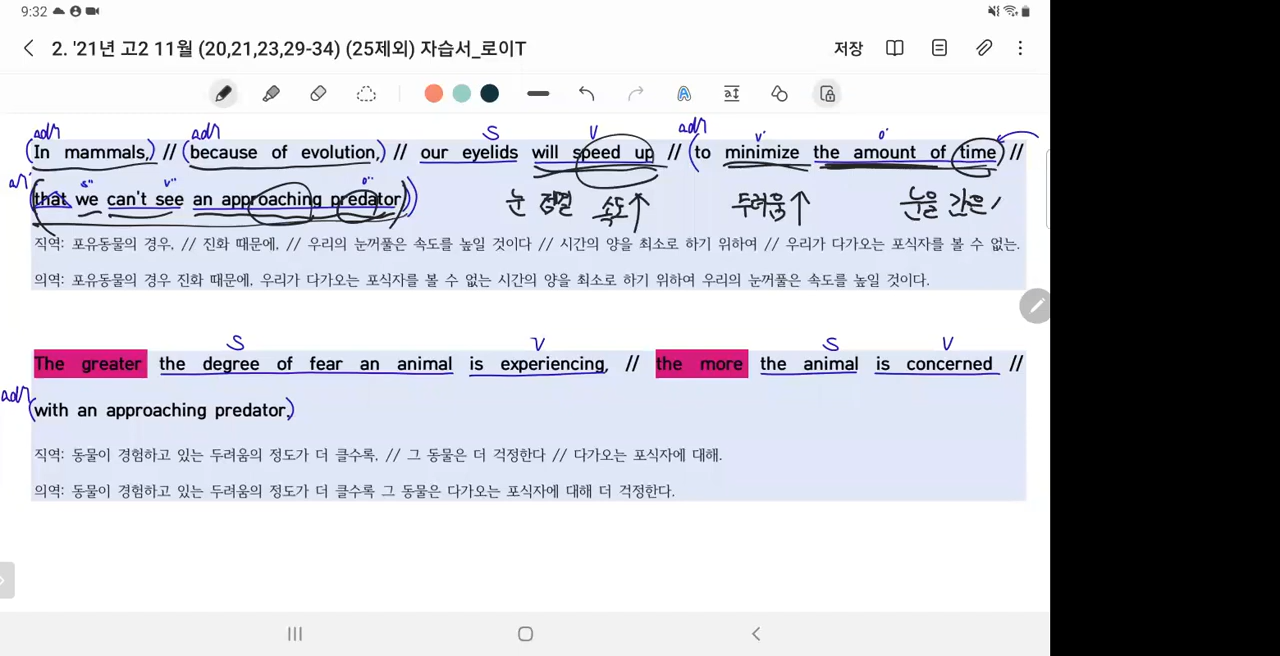 9:32
2. '21년 고2 11월 (20,21,23,29-34) (25제외) 자습서_로이T 저장
adv adv S V adv v' o'
(In mammals,) // (because of evolution,) // our eyelids will speed up // (to minimize the amount of time) //
s" v" o"
(that we can't see an approaching predator.)) 눈 깜빡 속도↑ 두려움↑ 눈을
직역: 포유동물의 경우, // 진화 때문에, // 우리의 눈꺼풀은 속도를 높일 것이다 // 시간의 양을 최소로 하기 위하여 // 우리가 다가오는 포식자를 볼 수 없는.
의역: 포유동물의 경우 진화 때문에, 우리가 다가오는 포식자를 볼 수 없는 시간의 양을 최소로 하기 위하여 우리의 눈꺼풀은 속도를 높일 것이다.
S V S V
The greater the degree of fear an animal is experiencing, // the more the animal is concerned //
adv
(with an approaching predator.)
직역: 동물이 경험하고 있는 두려움의 정도가 더 클수록, // 그 동물은 더 걱정한다 // 다가오는 포식자에 대해.
의역: 동물이 경험하고 있는 두려움의 정도가 더 클수록 그 동물은 다가오는 포식자에 대해 더 걱정한다.